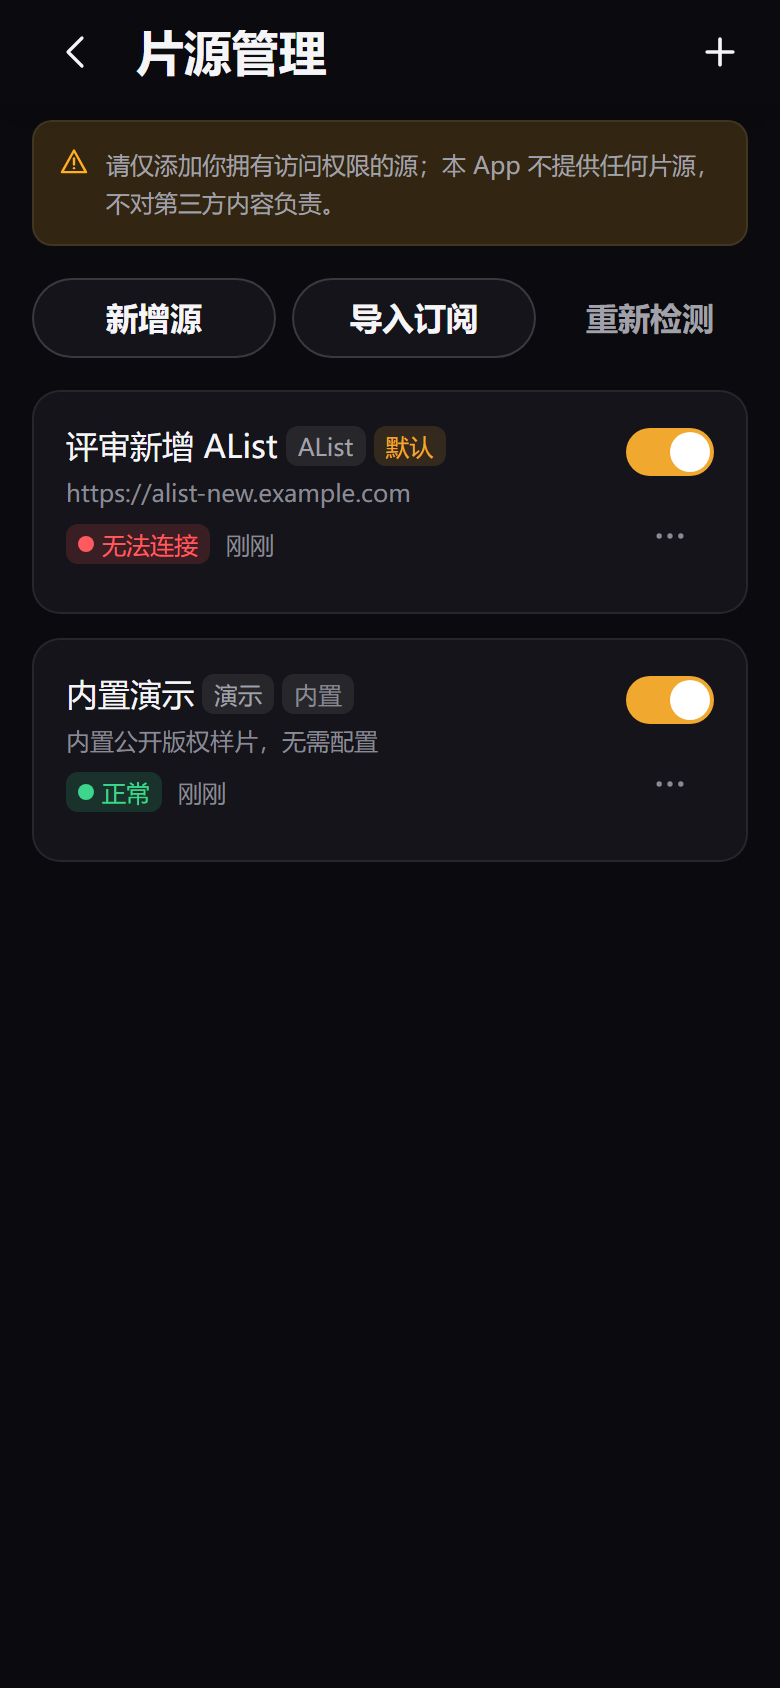 片源管理
请仅添加你拥有访问权限的源；本 App 不提供任何片源，
不对第三方内容负责。
新增源 导入订阅 重新检测
评审新增 AList AList 默认
https://alist-new.example.com
无法连接 刚刚
内置演示 演示 内置
内置公开版权样片，无需配置
正常 刚刚